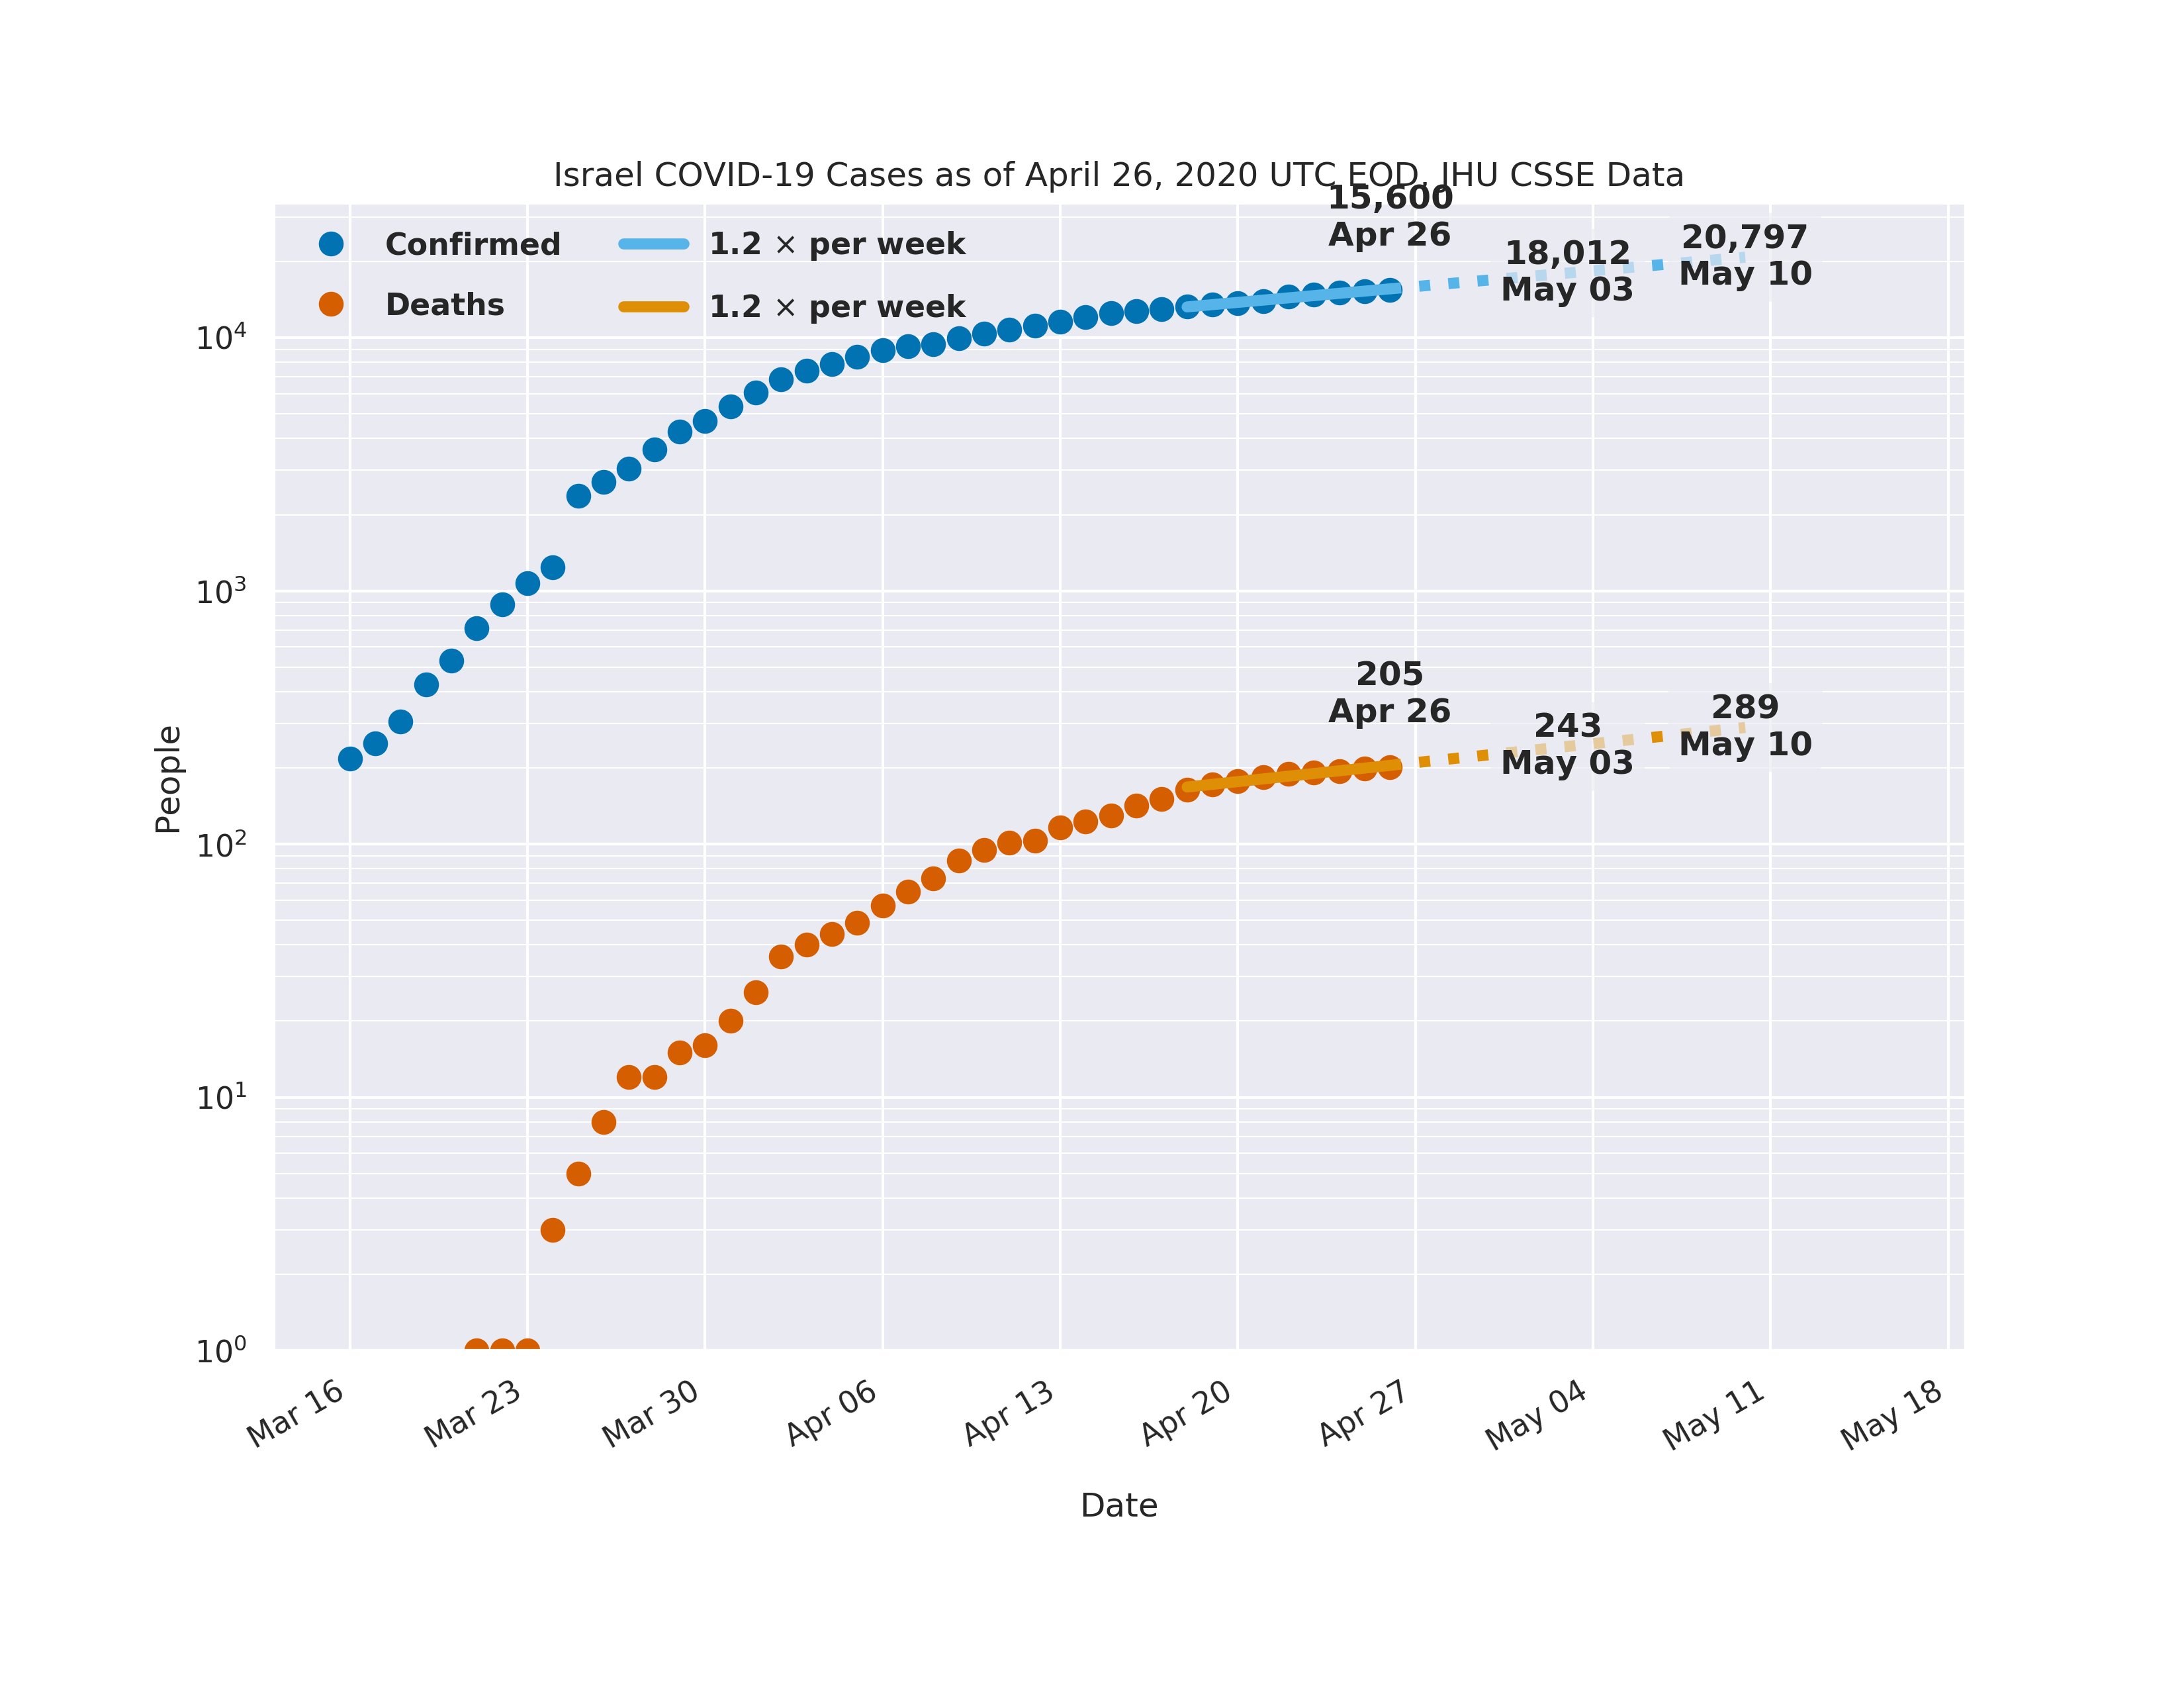 Israel COVID-19 Cases as of April 26, 2020 UTC EOD, JHU CSSE Data
Confirmed
Deaths
1.2 × per week
1.2 × per week
15,600
Apr 26
18,012
May 03
20,797
May 10
205
Apr 26
243
May 03
289
May 10
People
10⁴
10³
10²
10¹
10⁰
Mar 16
Mar 23
Mar 30
Apr 06
Apr 13
Apr 20
Apr 27
May 04
May 11
May 18
Date